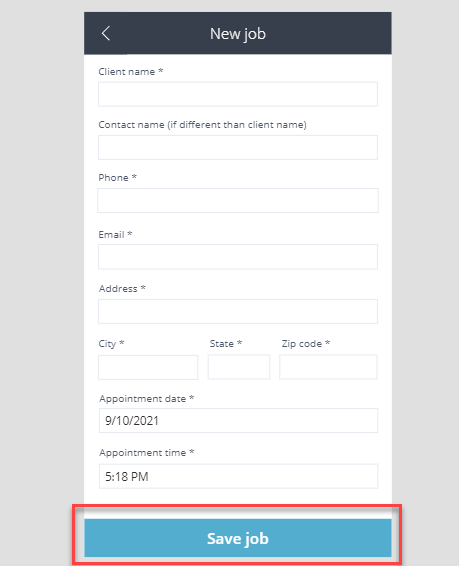 New job
Client name *
Contact name (if different than client name)
Phone *
Email *
Address *
City * State * Zip code *
Appointment date *
9/10/2021
Appointment time *
5:18 PM
Save job